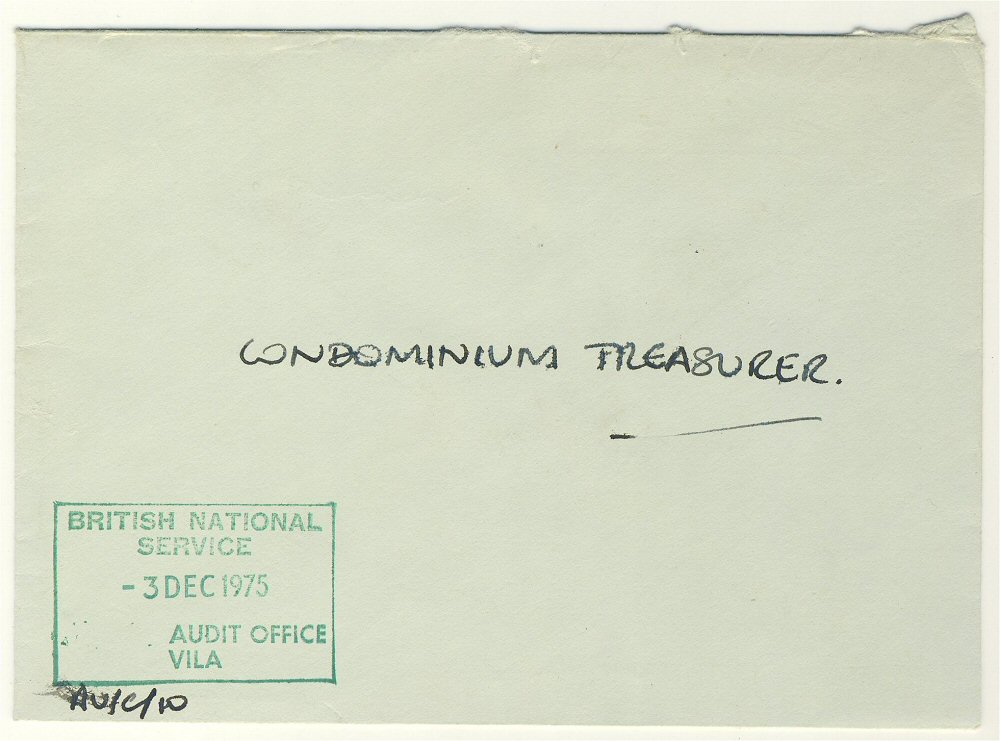 CONDOMINIUM TREASURER.
BRITISH NATIONAL
SERVICE
-3 DEC 1975
AUDIT OFFICE
VILA
AU/C/10